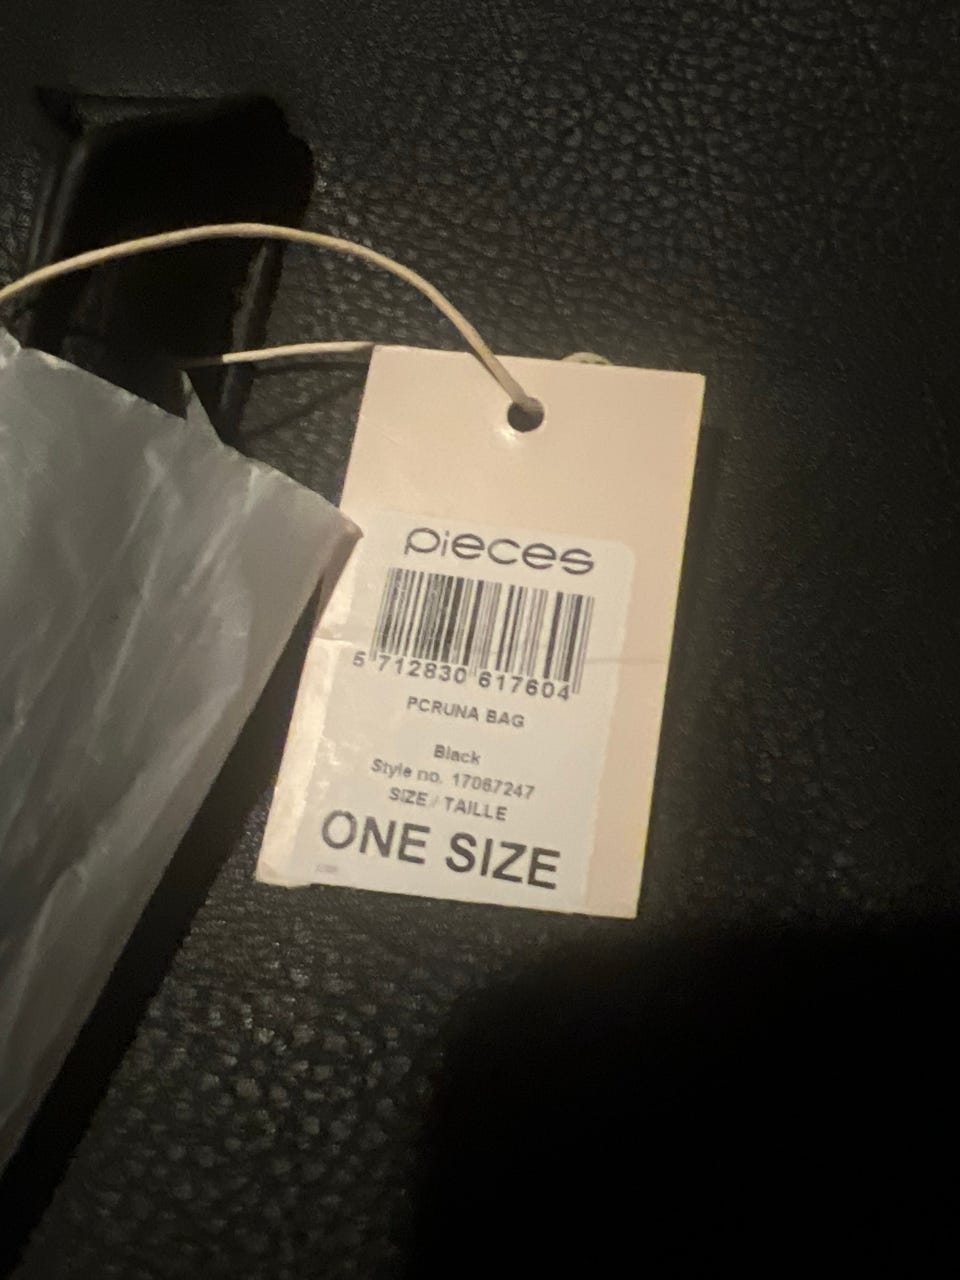 pieces
5 712830 617604
PCRUNA BAG
Black
Style no. 17067247
SIZE / TAILLE
ONE SIZE